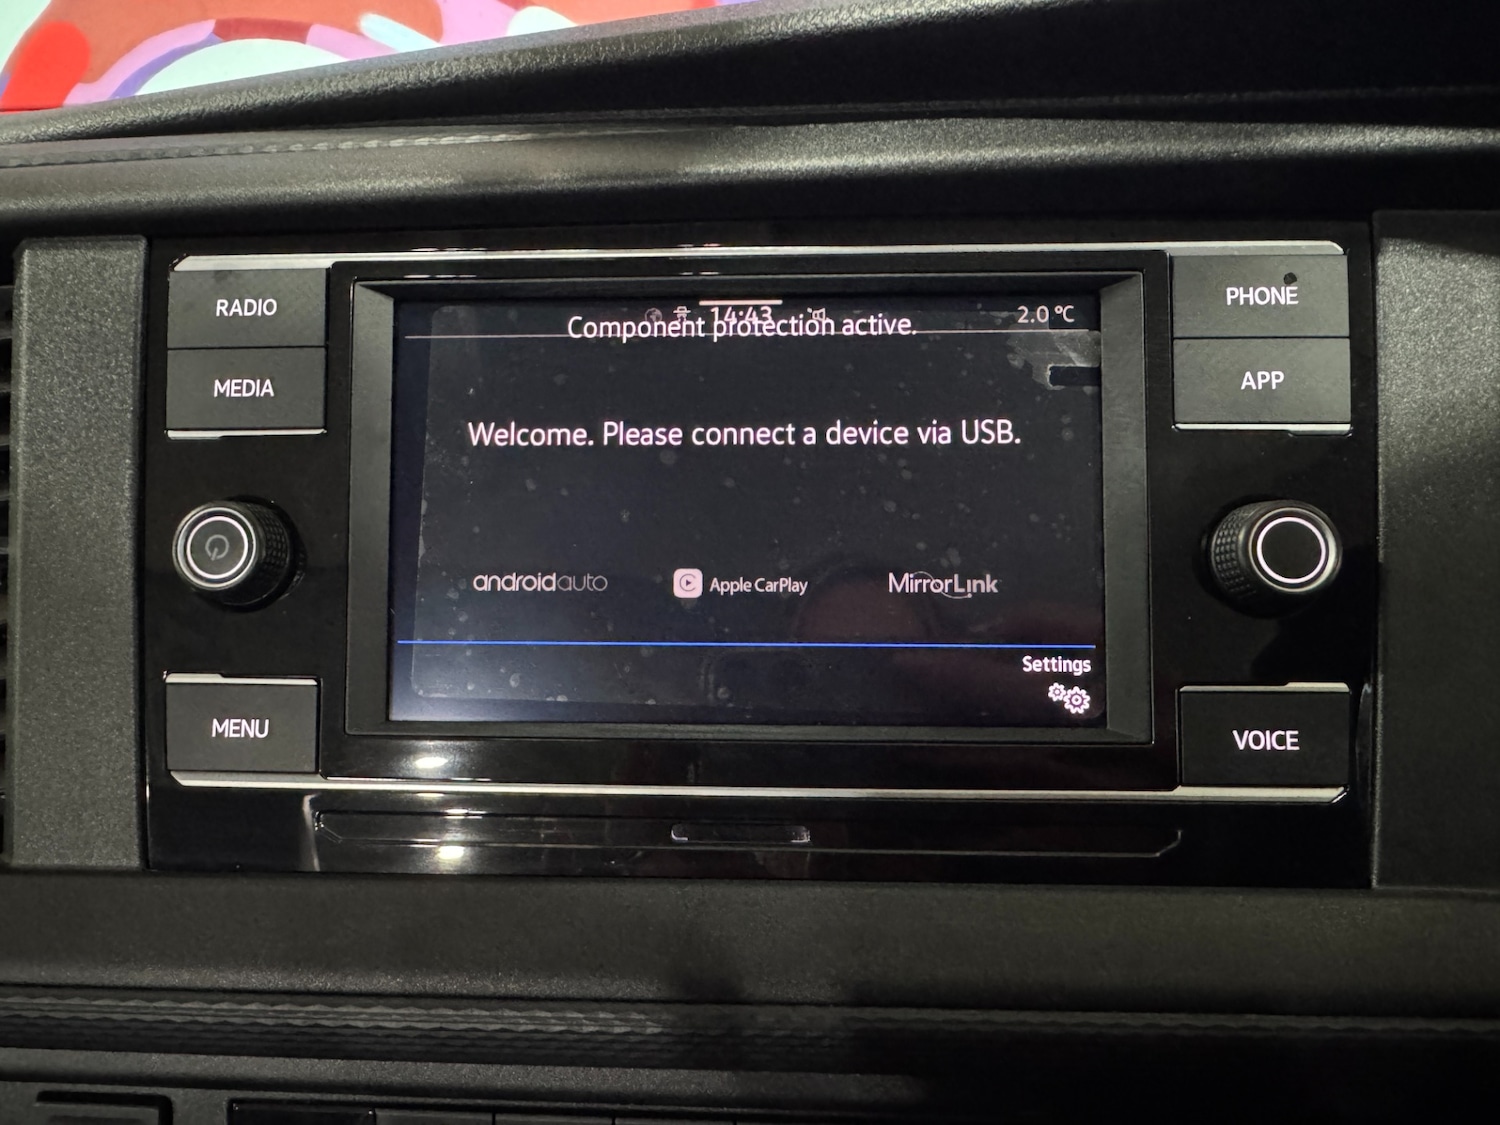 RADIO
MEDIA
MENU
14:43
2.0 °C
Component protection active.
Welcome. Please connect a device via USB.
androidauto
Apple CarPlay
MirrorLink
Settings
PHONE
APP
VOICE